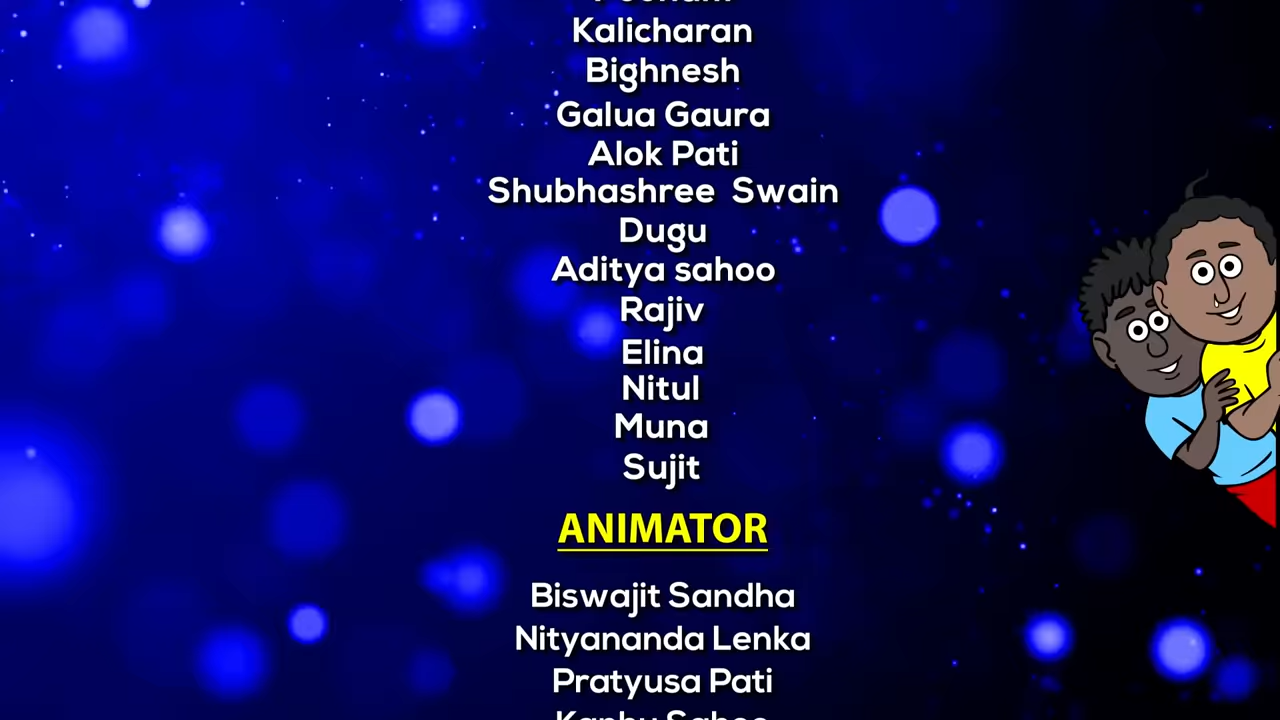 Kalicharan
Bighnesh
Galua Gaura
Alok Pati
Shubhashree Swain
Dugu
Aditya sahoo
Rajiv
Elina
Nitul
Muna
Sujit
ANIMATOR
Biswajit Sandha
Nityananda Lenka
Pratyusa Pati